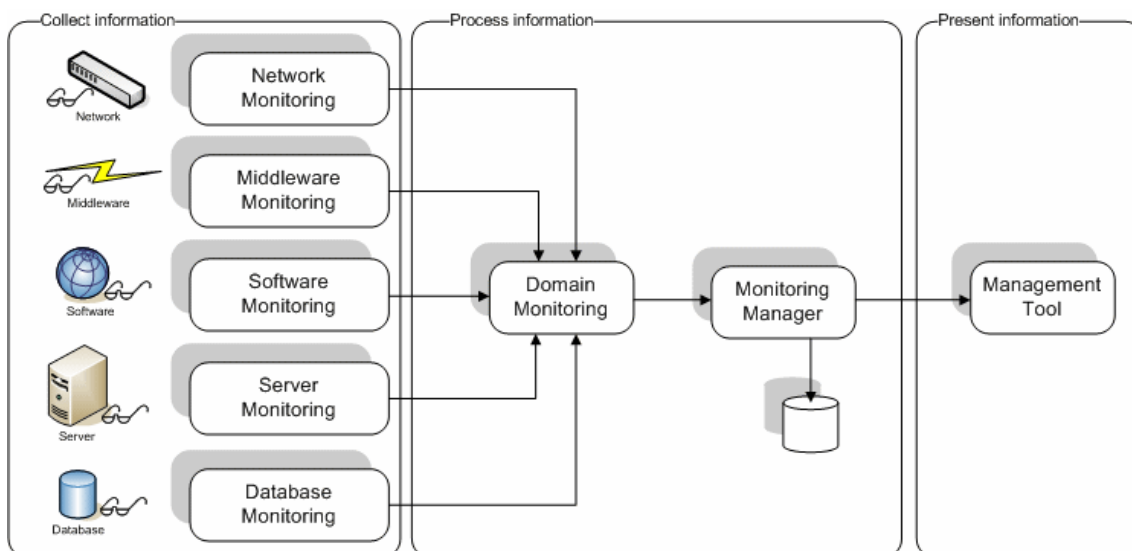 Collect information
Process information
Present information
Network
Network
Monitoring
Middleware
Middleware
Monitoring
Software
Software
Monitoring
Server
Server
Monitoring
Database
Database
Monitoring
Domain
Monitoring
Monitoring
Manager
Management
Tool